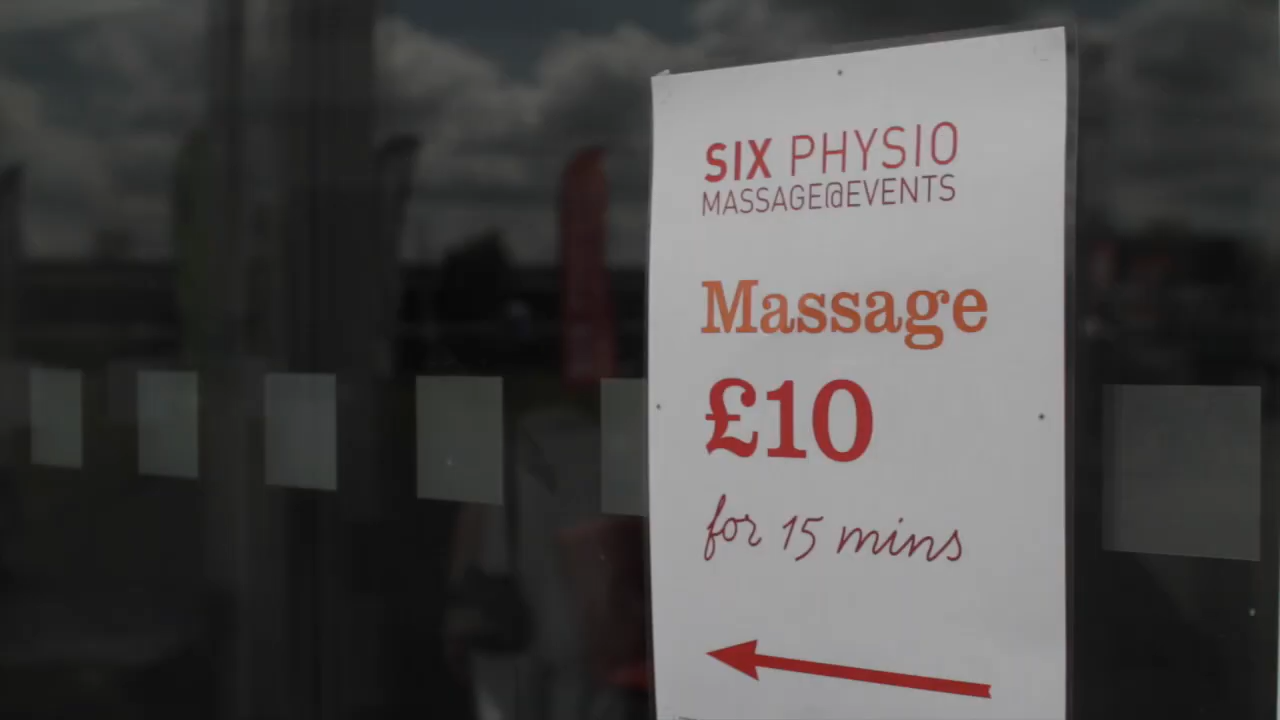 SIX PHYSIO
MASSAGE@EVENTS
Massage
£10
for 15 mins